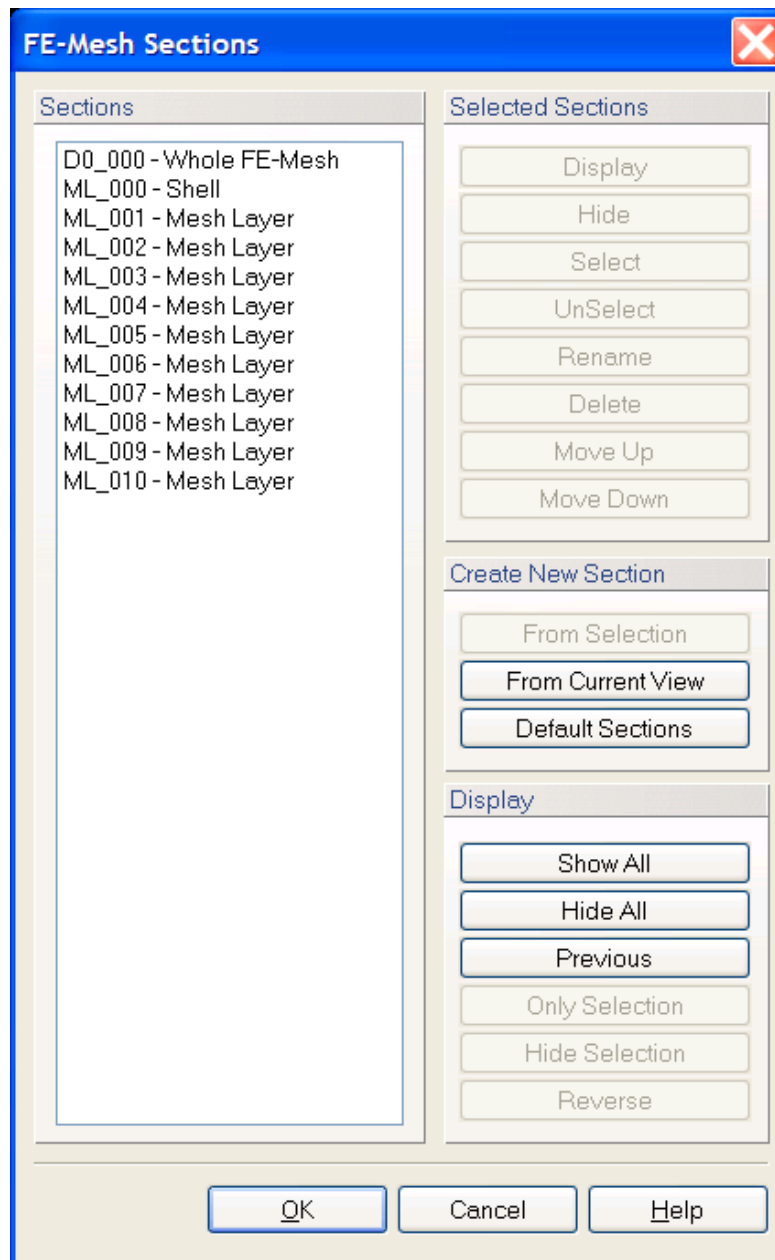 FE-Mesh Sections
Sections
D0_000 - Whole FE-Mesh
ML_000 - Shell
ML_001 - Mesh Layer
ML_002 - Mesh Layer
ML_003 - Mesh Layer
ML_004 - Mesh Layer
ML_005 - Mesh Layer
ML_006 - Mesh Layer
ML_007 - Mesh Layer
ML_008 - Mesh Layer
ML_009 - Mesh Layer
ML_010 - Mesh Layer
Selected Sections
Display
Hide
Select
UnSelect
Rename
Delete
Move Up
Move Down
Create New Section
From Selection
From Current View
Default Sections
Display
Show All
Hide All
Previous
Only Selection
Hide Selection
Reverse
OK
Cancel
Help